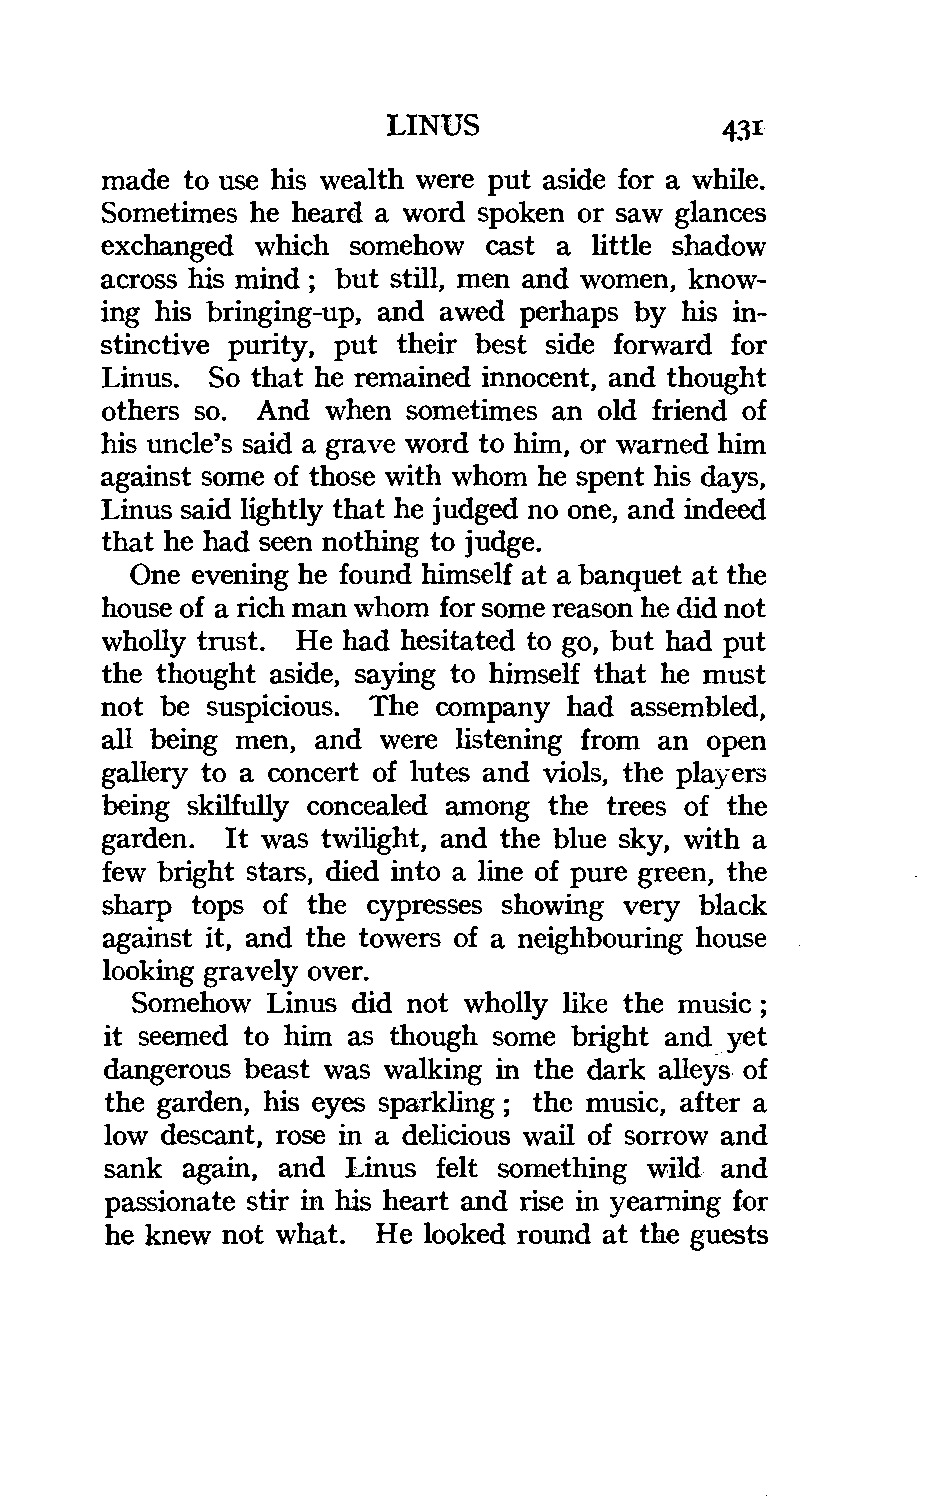 LINUS 431
made to use his wealth were put aside for a while.
Sometimes he heard a word spoken or saw glances
exchanged which somehow cast a little shadow
across his mind ; but still, men and women, know-
ing his bringing-up, and awed perhaps by his in-
stinctive purity, put their best side forward for
Linus. So that he remained innocent, and thought
others so. And when sometimes an old friend of
his uncle's said a grave word to him, or warned him
against some of those with whom he spent his days,
Linus said lightly that he judged no one, and indeed
that he had seen nothing to judge.
One evening he found himself at a banquet at the
house of a rich man whom for some reason he did not
wholly trust. He had hesitated to go, but had put
the thought aside, saying to himself that he must
not be suspicious. The company had assembled,
all being men, and were listening from an open
gallery to a concert of lutes and viols, the players
being skilfully concealed among the trees of the
garden. It was twilight, and the blue sky, with a
few bright stars, died into a line of pure green, the
sharp tops of the cypresses showing very black
against it, and the towers of a neighbouring house
looking gravely over.
Somehow Linus did not wholly like the music ;
it seemed to him as though some bright and yet
dangerous beast was walking in the dark alleys of
the garden, his eyes sparkling ; the music, after a
low descant, rose in a delicious wail of sorrow and
sank again, and Linus felt something wild and
passionate stir in his heart and rise in yearning for
he knew not what. He looked round at the guests